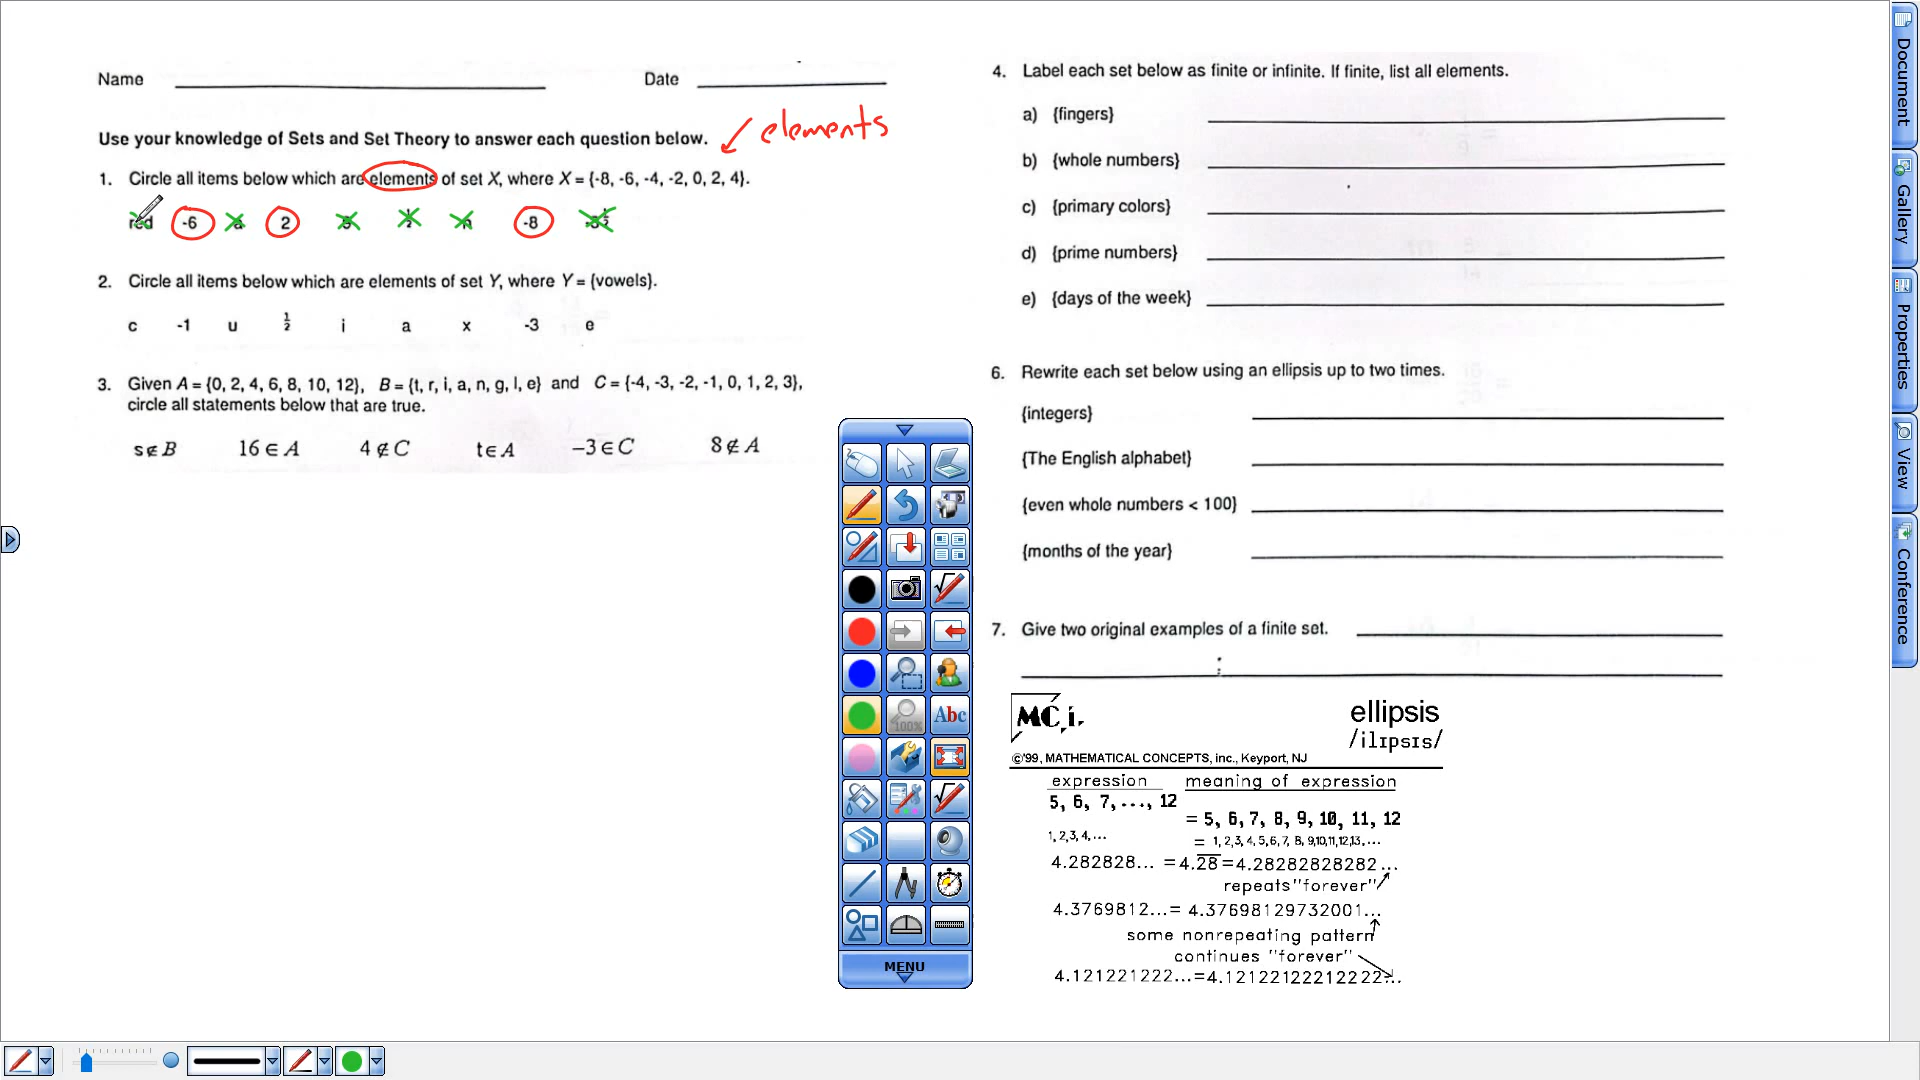 Name Date
elements
Use your knowledge of Sets and Set Theory to answer each question below.
1. Circle all items below which are elements of set X, where X = {-8, -6, -4, -2, 0, 2, 4}.
red -6 a 2 -8
2. Circle all items below which are elements of set Y, where Y = {vowels}.
c -1 u 1/2 i a x -3 e
3. Given A = {0, 2, 4, 6, 8, 10, 12}, B = {t, r, i, a, n, g, l, e} and C = {-4, -3, -2, -1, 0, 1, 2, 3},
circle all statements below that are true.
s∉B 16∈A 4∉C t∈A −3∈C 8∉A
4. Label each set below as finite or infinite. If finite, list all elements.
a) {fingers}
b) {whole numbers}
c) {primary colors}
d) {prime numbers}
e) {days of the week}
6. Rewrite each set below using an ellipsis up to two times.
{integers}
{The English alphabet}
{even whole numbers < 100}
{months of the year}
7. Give two original examples of a finite set.
;
MC,i.
ellipsis
/ilɪpsɪs/
©'99, MATHEMATICAL CONCEPTS, inc., Keyport, NJ
expression meaning of expression
5, 6, 7, ..., 12
= 5, 6, 7, 8, 9, 10, 11, 12
1, 2, 3, 4, ...
= 1, 2, 3, 4, 5, 6, 7, 8, 9,10,11,12,13, ...
4.282828... = 4.2̅8̅ = 4.28282828282...
repeats "forever"
4.3769812... = 4.37698129732001...
some nonrepeating pattern
continues "forever"
4.121221222... = 4.12122122212222...
100%
Abc
MENU
Document
Gallery
Properties
View
Conference